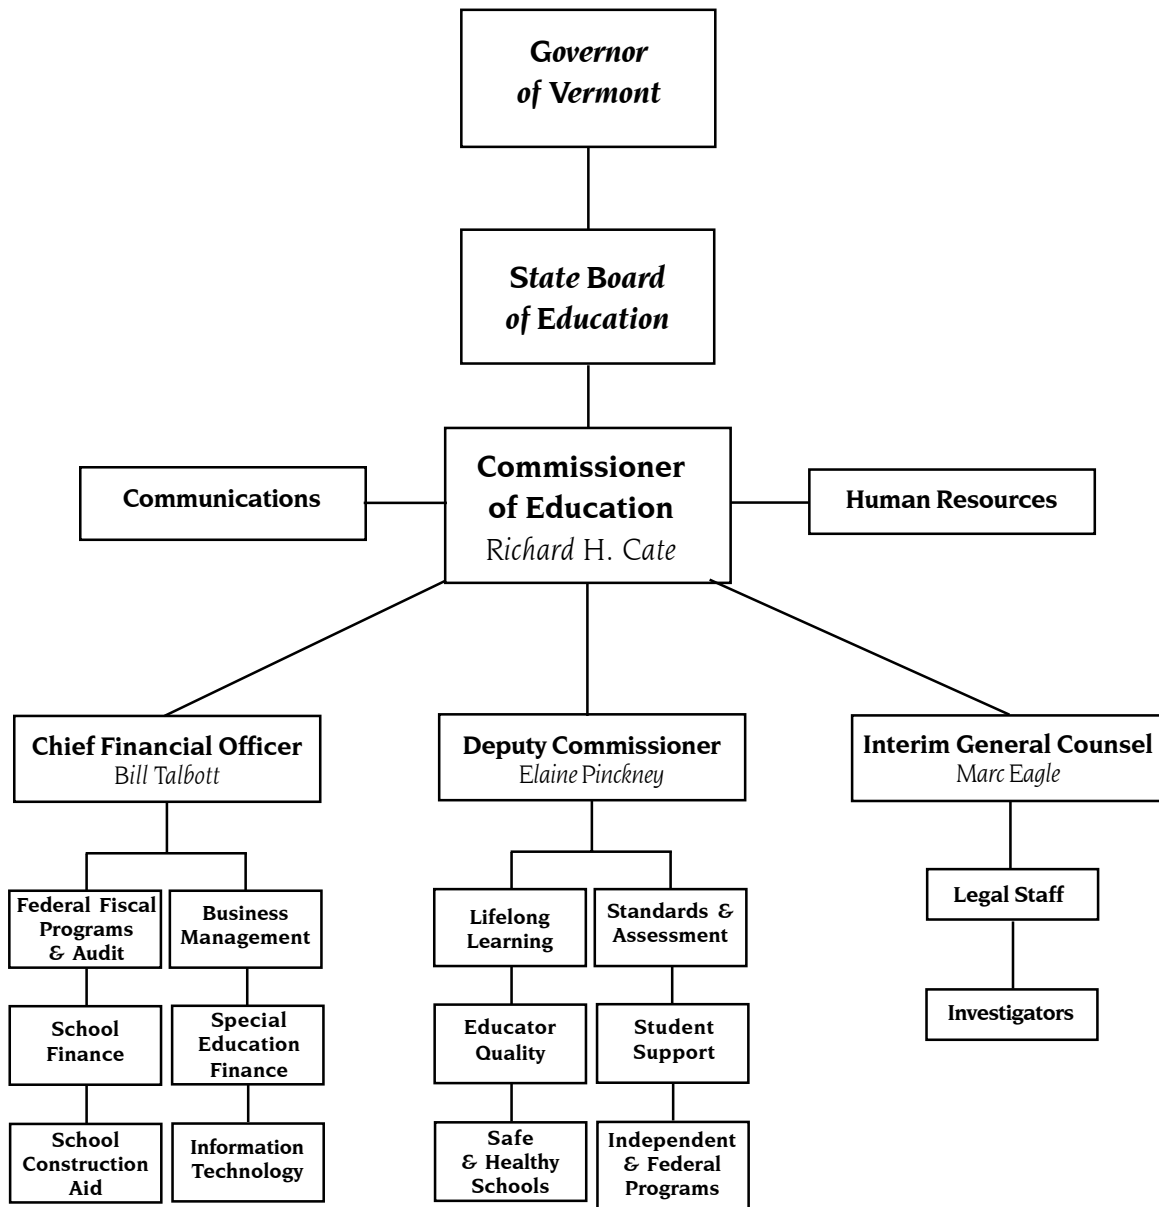 Governor
of Vermont
State Board
of Education
Commissioner
of Education
Richard H. Cate
Communications
Human Resources
Chief Financial Officer
Bill Talbott
Deputy Commissioner
Elaine Pinckney
Interim General Counsel
Marc Eagle
Federal Fiscal
Programs
& Audit
Business
Management
School
Finance
Special
Education
Finance
School
Construction
Aid
Information
Technology
Lifelong
Learning
Standards &
Assessment
Educator
Quality
Student
Support
Safe
& Healthy
Schools
Independent
& Federal
Programs
Legal Staff
Investigators